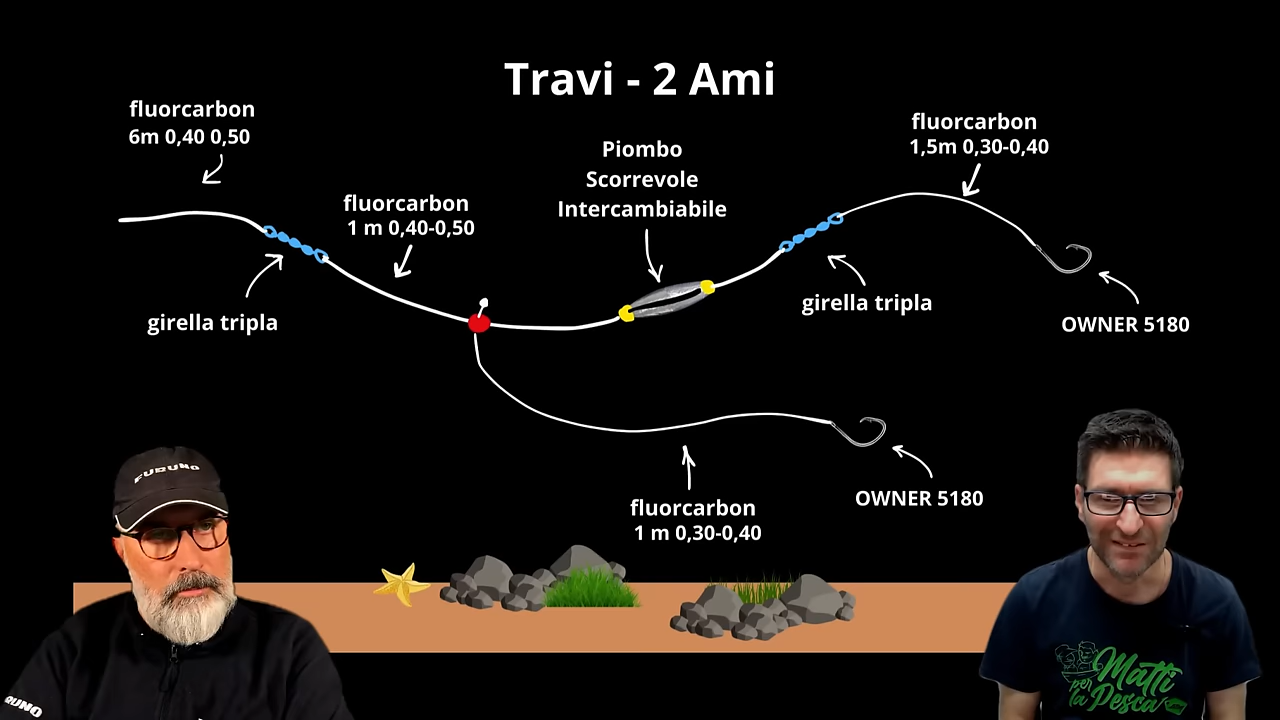 Travi - 2 Ami
fluorcarbon
6m 0,40 0,50
fluorcarbon
1 m 0,40-0,50
Piombo
Scorrevole
Intercambiabile
fluorcarbon
1,5m 0,30-0,40
girella tripla
girella tripla
OWNER 5180
OWNER 5180
fluorcarbon
1 m 0,30-0,40
FURUNO
RUNO
Matti
per
la Pesca